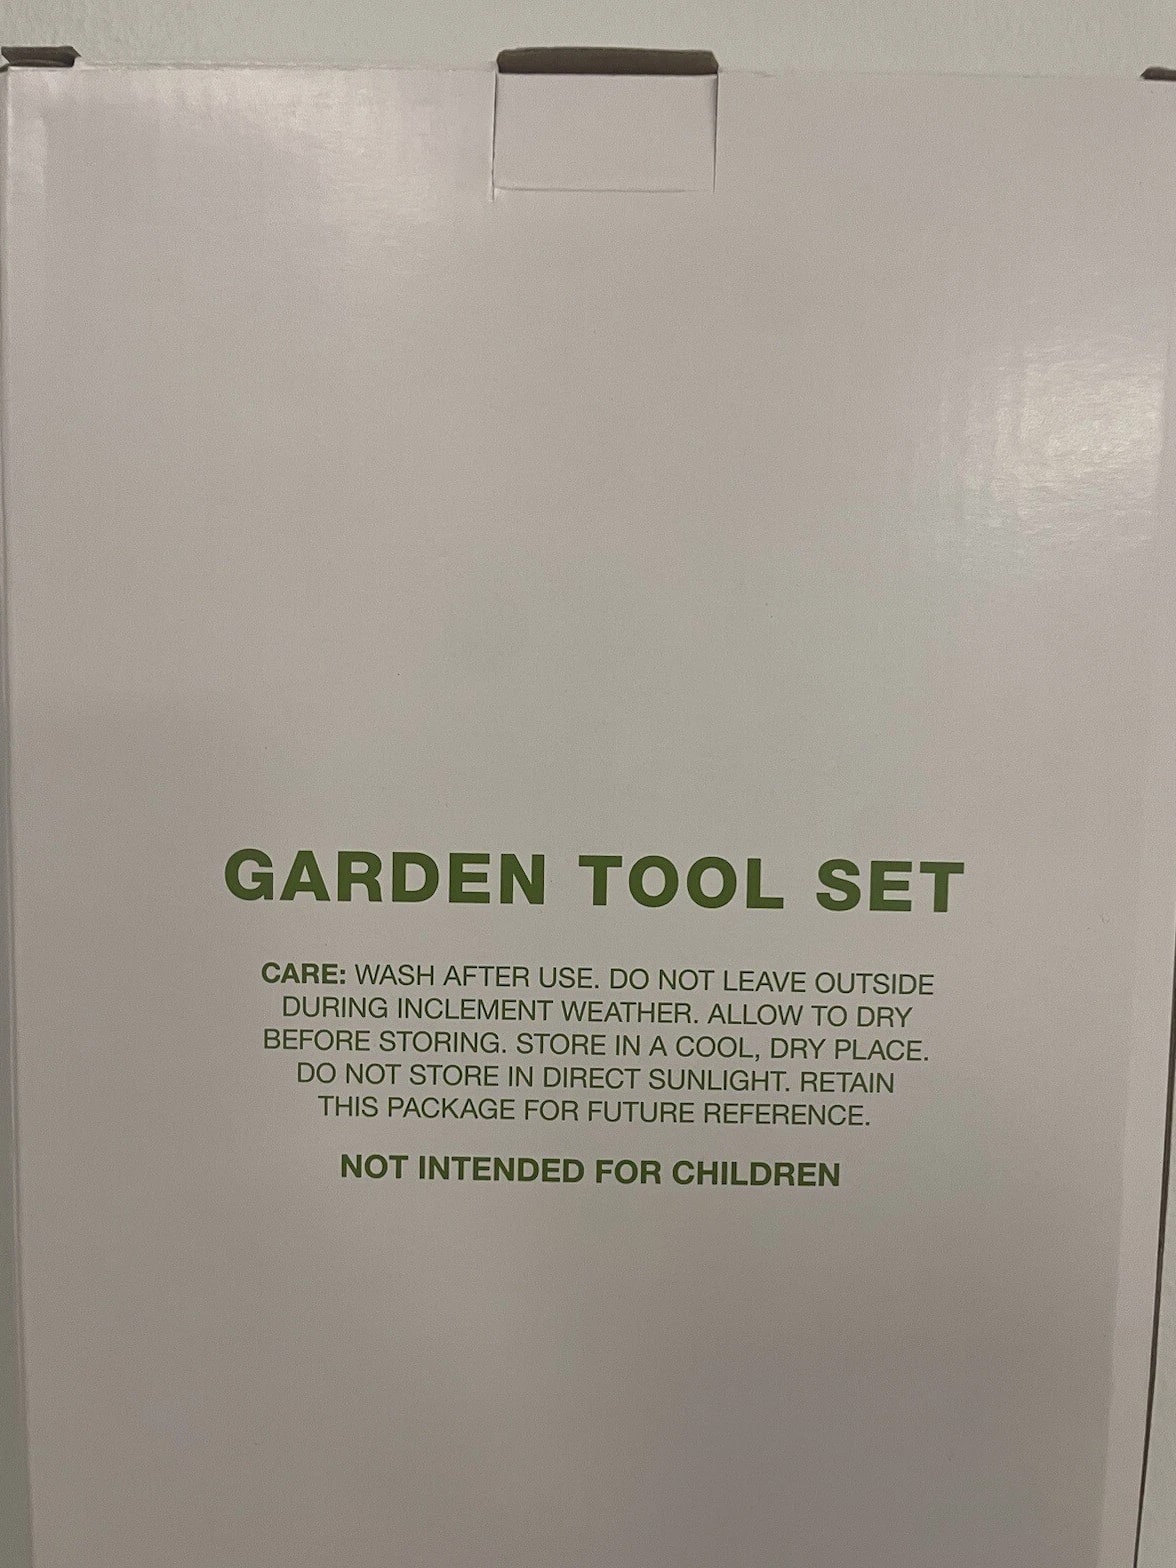 GARDEN TOOL SET
CARE: WASH AFTER USE. DO NOT LEAVE OUTSIDE
DURING INCLEMENT WEATHER. ALLOW TO DRY
BEFORE STORING. STORE IN A COOL, DRY PLACE.
DO NOT STORE IN DIRECT SUNLIGHT. RETAIN
THIS PACKAGE FOR FUTURE REFERENCE.
NOT INTENDED FOR CHILDREN